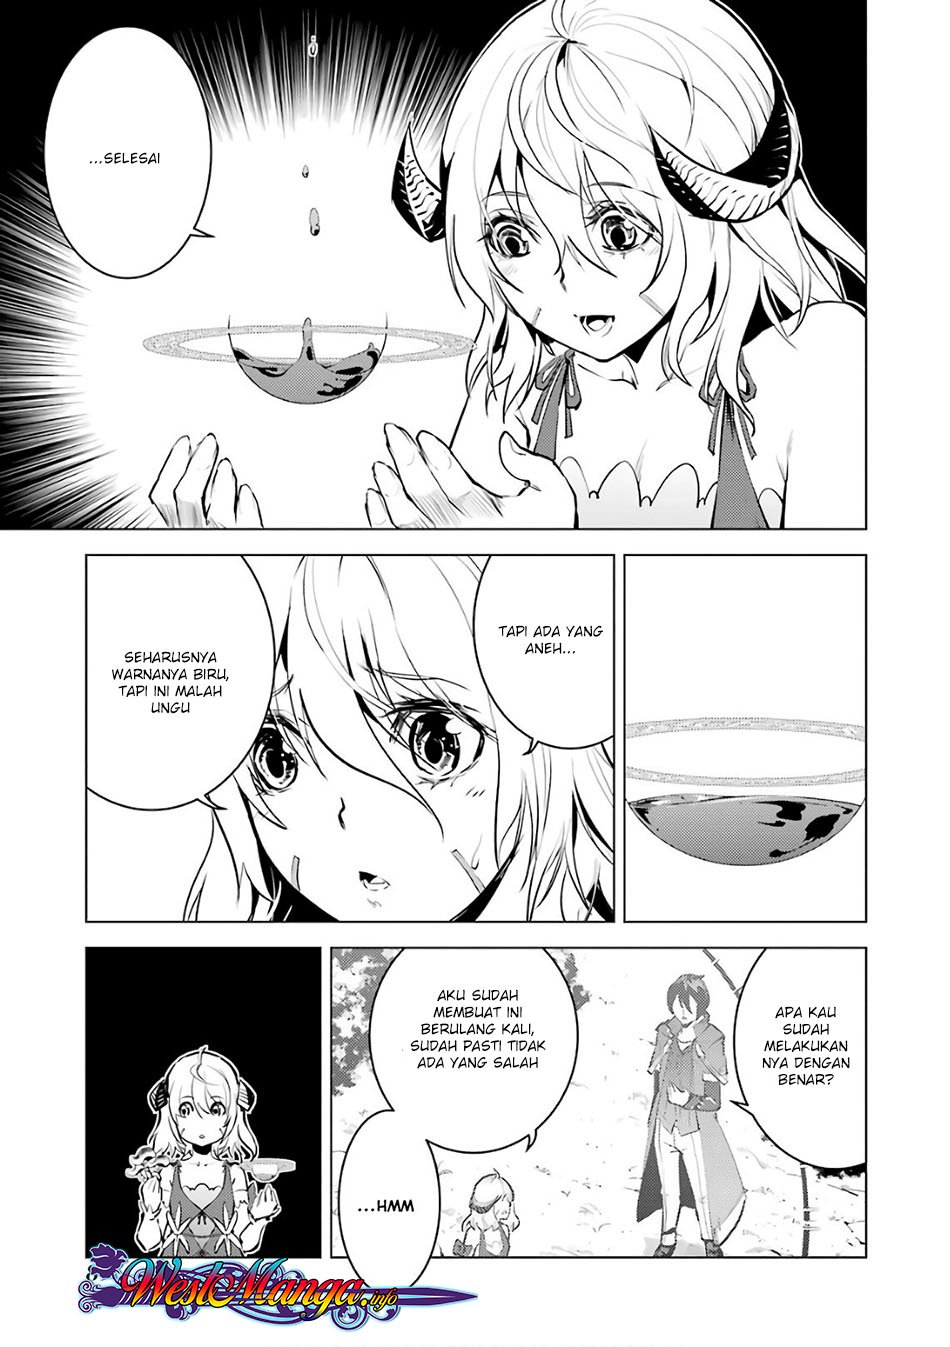 ...SELESAI
TAPI ADA YANG
ANEH...
SEHARUSNYA
WARNANYA BIRU,
TAPI INI MALAH
UNGU
APA KAU
SUDAH
MELAKUKAN
NYA DENGAN
BENAR?
AKU SUDAH
MEMBUAT INI
BERULANG KALI,
SUDAH PASTI TIDAK
ADA YANG SALAH
...HMM
WestManga.info